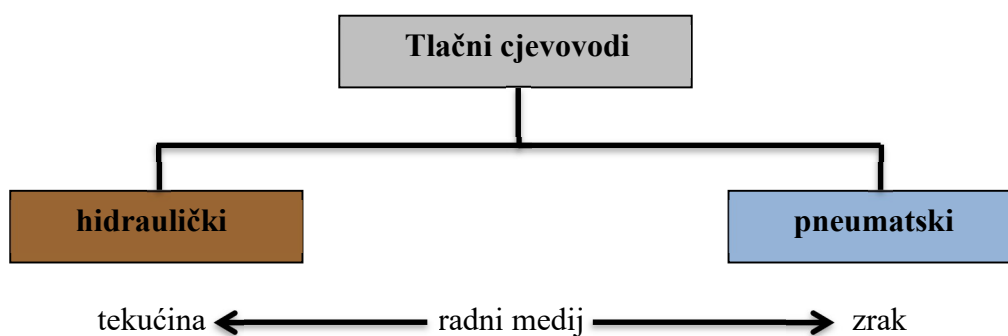 Tlačni cjevovodi
hidraulički
pneumatski
tekućina radni medij zrak